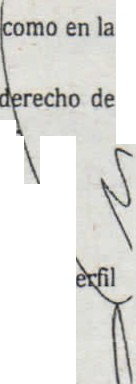 como en la
derecho de
erfil